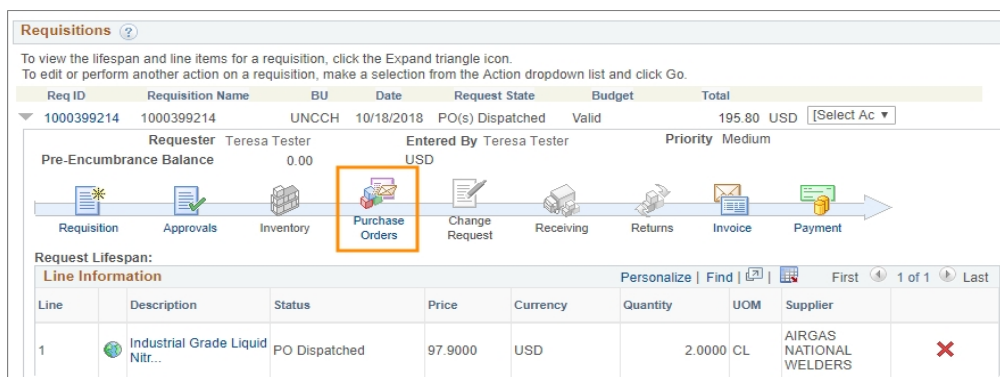 Requisitions ?
To view the lifespan and line items for a requisition, click the Expand triangle icon.
To edit or perform another action on a requisition, make a selection from the Action dropdown list and click Go.
Req ID Requisition Name BU Date Request State Budget Total
1000399214 1000399214 UNCCH 10/18/2018 PO(s) Dispatched Valid 195.80 USD [Select Ac
Requester Teresa Tester Entered By Teresa Tester Priority Medium
Pre-Encumbrance Balance 0.00 USD
Requisition Approvals Inventory Purchase Orders Change Request Receiving Returns Invoice Payment
Request Lifespan:
Line Information Personalize | Find | | First 1 of 1 Last
Line Description Status Price Currency Quantity UOM Supplier
1 Industrial Grade Liquid Nitr... PO Dispatched 97.9000 USD 2.0000 CL AIRGAS NATIONAL WELDERS